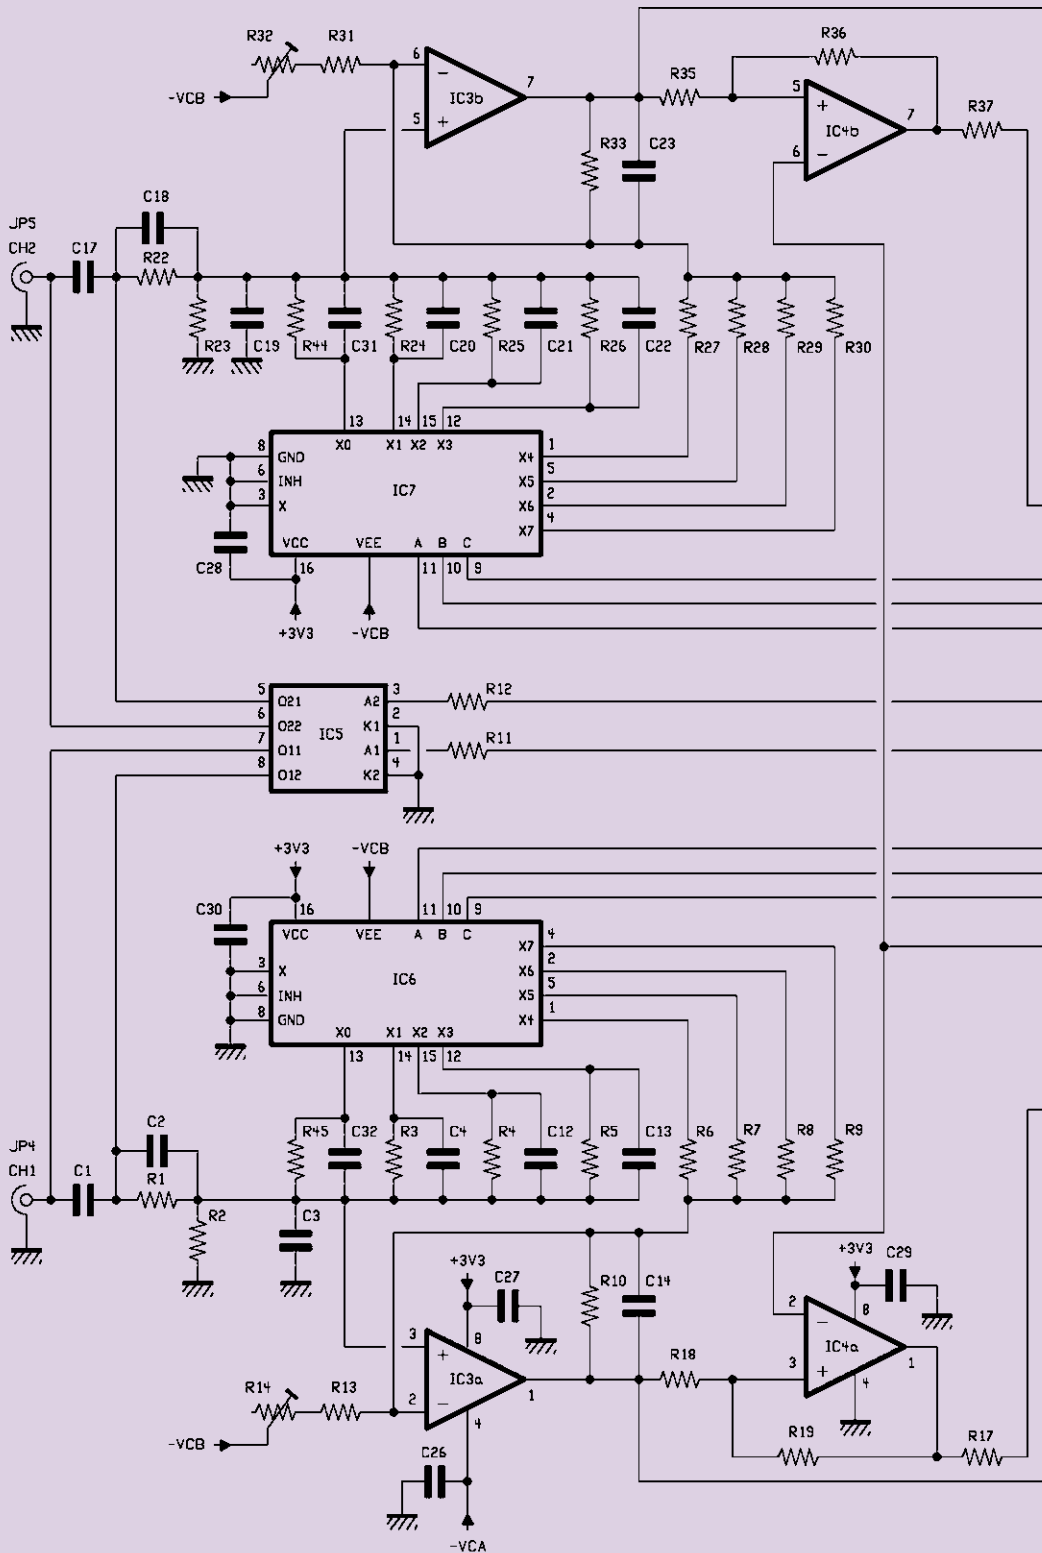 R32 R31 6 IC3b 7 R35 R36 R37
-VCB 5 − +
5 7
IC4b
6 + −
R33 C23
C18
JP5
CH2 C17 R22
R23 C19 R44 C31 R24 C20 R25 C21 R26 C22 R27 R28 R29 R30
13 14 15 12
8 GND X0 X1 X2 X3 X4 1
6 INH IC7 X5 5
3 X X6 2
X7 4
VCC VEE A B C
C28 16 11 10 9
+3V3 -VCB
5 O21 A2 3 R12
6 O22 IC5 K1 2
7 O11 A1 1 R11
8 O12 K2 4
+3V3 -VCB
C30 16 11 10 9
VCC VEE A B C X7 4
3 X IC6 X6 2
6 INH X5 5
8 GND X0 X1 X2 X3 X4 1
13 14 15 12
C2
JP4
CH1 C1 R1 R2 R45 C32 R3 C4 R4 C12 R5 C13 R6 R7 R8 R9
C3
+3V3 C27 R10 C14 +3V3 C29
3 + 8 2 − 8
IC3a 1 R18 IC4a 1
R14 R13 2 − 4 3 + 4
-VCB C26 R19 R17
-VCA